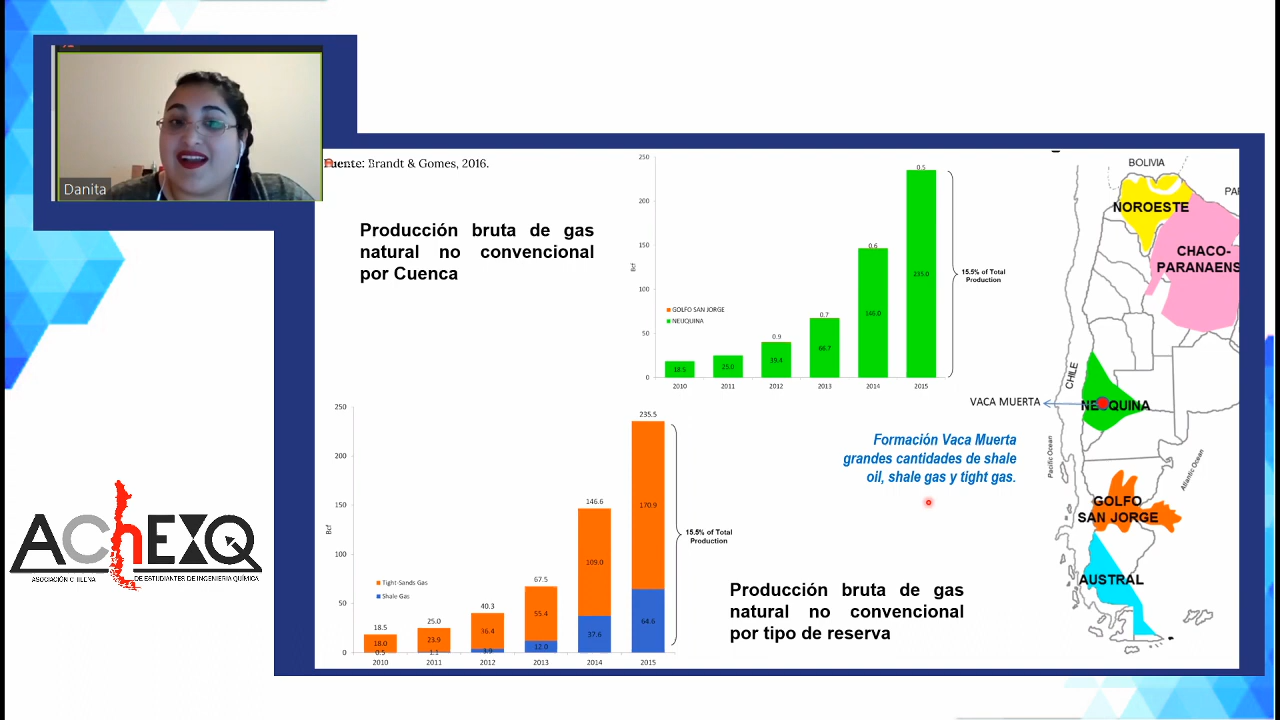 Danita
Fuente: Brandt & Gomes, 2016.
Producción bruta de gas
natural no convencional
por Cuenca
250
200
150
100
50
0
Bcf
GOLFO SAN JORGE
NEUQUINA
18.5
25.0
0.9
39.4
0.7
66.7
0.6
146.0
0.5
235.0
2010 2011 2012 2013 2014 2015
15.5% of Total
Production
BOLIVIA
NOROESTE
CHACO-
PARANAENS
CHILE
VACA MUERTA
NEUQUINA
Pacific Ocean
Atlantic Ocean
GOLFO
SAN JORGE
AUSTRAL
Formación Vaca Muerta
grandes cantidades de shale
oil, shale gas y tight gas.
250
200
150
100
50
0
Bcf
Tight-Sands Gas
Shale Gas
18.5
18.0
0.5
25.0
23.9
1.1
40.3
36.4
3.9
67.5
55.4
12.0
146.6
109.0
37.6
235.5
170.9
64.6
2010 2011 2012 2013 2014 2015
15.5% of Total
Production
Producción bruta de gas
natural no convencional
por tipo de reserva
AChEXQ
ASOCIACIÓN CHILENA
DE ESTUDIANTES DE INGENIERIA QUÍMICA